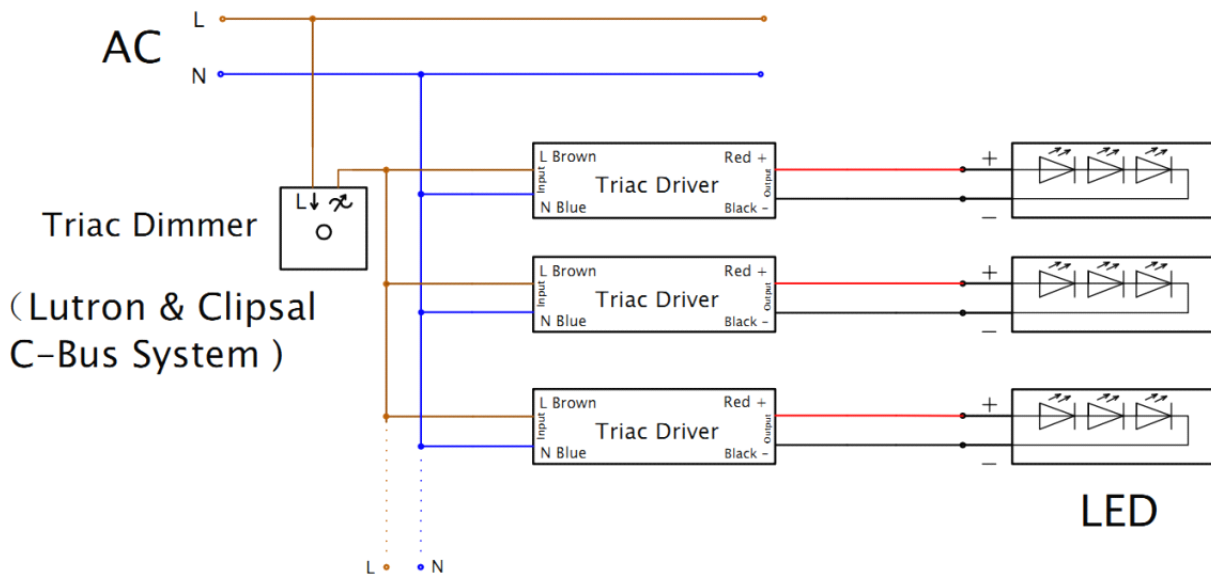 L
AC
N
L Brown
Red +
Input
Triac Driver
Output
N Blue
Black -
+
–
L
Triac Dimmer
（Lutron & Clipsal
C-Bus System )
L Brown
Red +
Input
Triac Driver
Output
N Blue
Black -
+
–
L Brown
Red +
Input
Triac Driver
Output
N Blue
Black -
+
–
LED
L
N